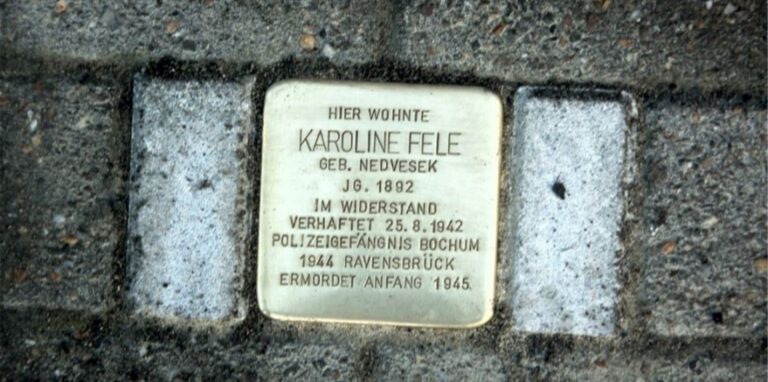 HIER WOHNTE
KAROLINE FELE
GEB. NEDVESEK
JG. 1892
IM WIDERSTAND
VERHAFTET 25.8.1942
POLIZEIGEFÄNGNIS BOCHUM
1944 RAVENSBRÜCK
ERMORDET ANFANG 1945